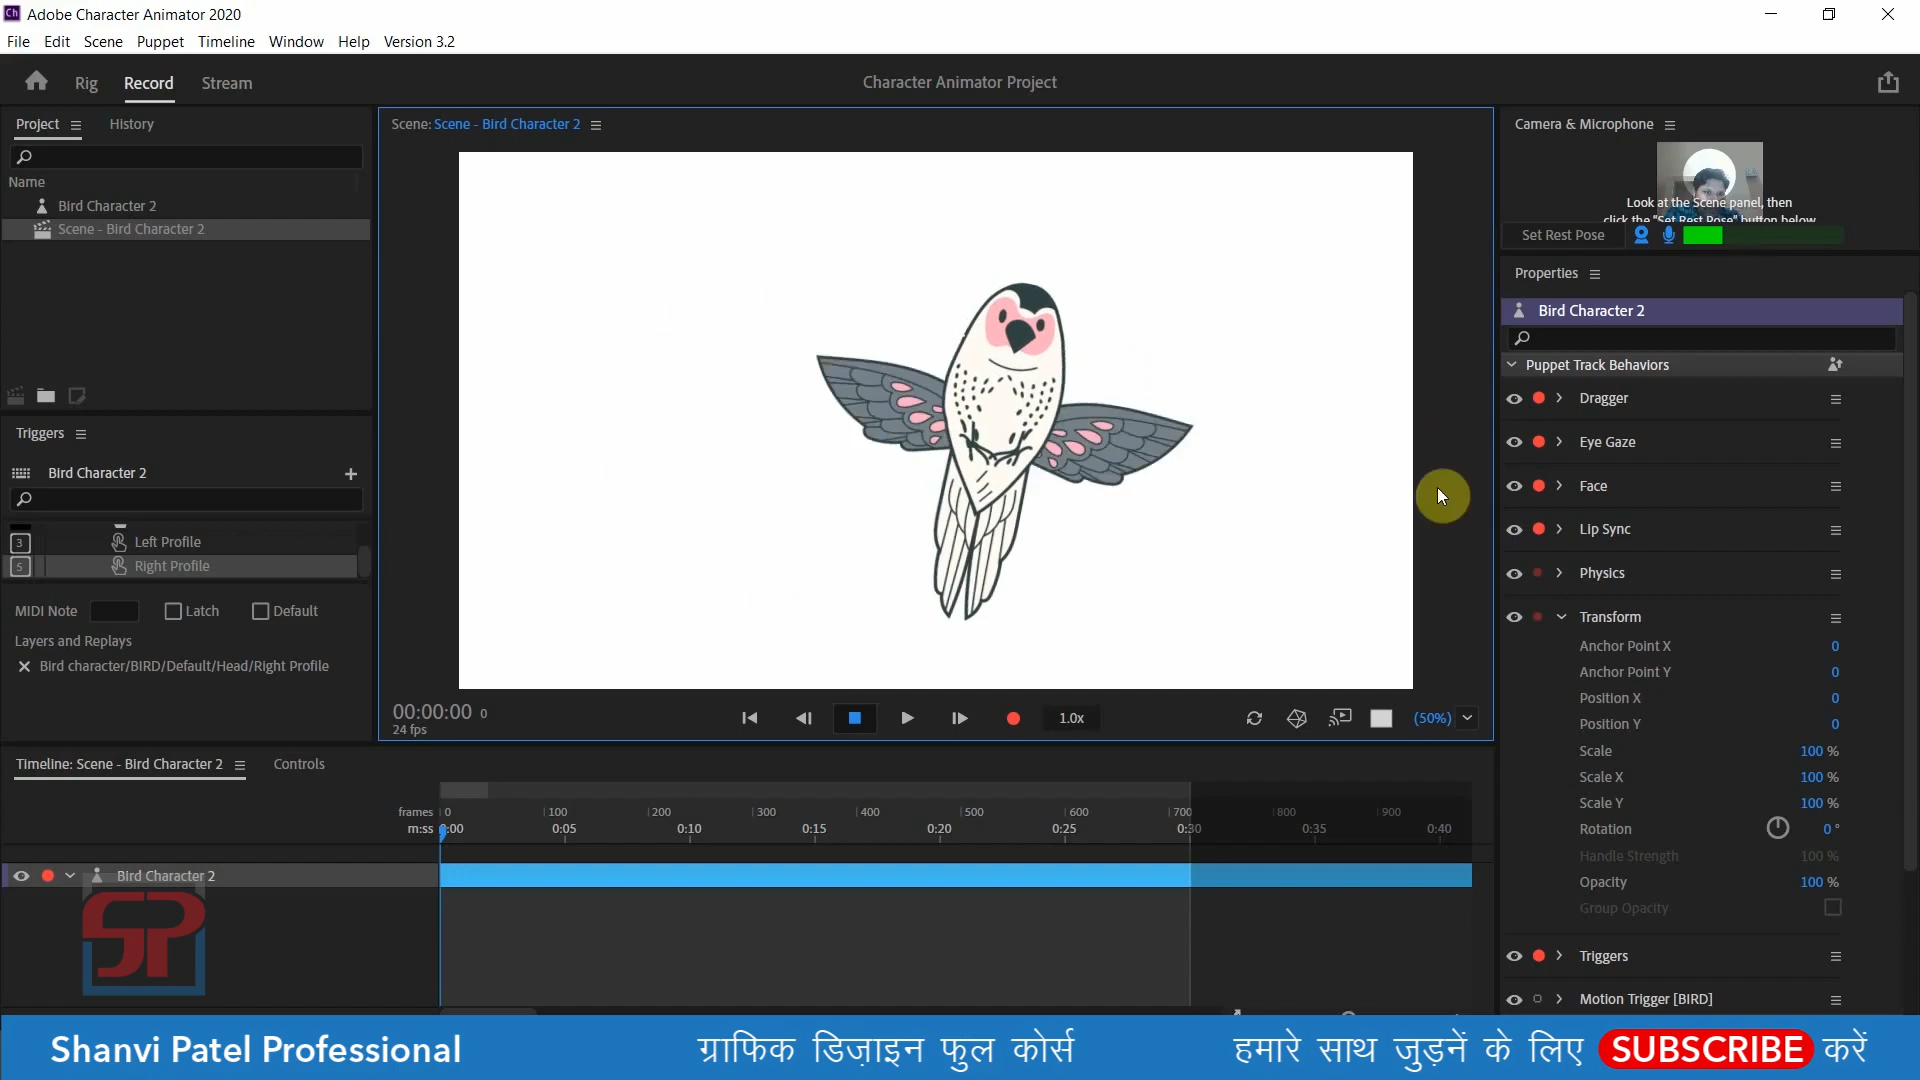 Ch Adobe Character Animator 2020
File Edit Scene Puppet Timeline Window Help Version 3.2
Rig Record Stream
Character Animator Project
Project History
Name
Bird Character 2
Scene - Bird Character 2
Triggers
Bird Character 2
3 Left Profile
5 Right Profile
MIDI Note Latch Default
Layers and Replays
Bird character/BIRD/Default/Head/Right Profile
Scene: Scene - Bird Character 2
00:00:00 0
24 fps
1.0x
(50%)
Camera & Microphone
Look at the Scene panel, then
click the "Set Rest Pose" button below
Set Rest Pose
Properties
Bird Character 2
Puppet Track Behaviors
Dragger
Eye Gaze
Face
Lip Sync
Physics
Transform
Anchor Point X 0
Anchor Point Y 0
Position X 0
Position Y 0
Scale 100 %
Scale X 100 %
Scale Y 100 %
Rotation 0 °
Handle Strength 100 %
Opacity 100 %
Group Opacity
Triggers
Motion Trigger [BIRD]
Timeline: Scene - Bird Character 2 Controls
frames 0 100 200 300 400 500 600 700 800 900
m:ss 0:00 0:05 0:10 0:15 0:20 0:25 0:30 0:35 0:40
Bird Character 2
SP
Shanvi Patel Professional ग्राफिक डिज़ाइन फुल कोर्स हमारे साथ जुड़नें के लिए SUBSCRIBE करें